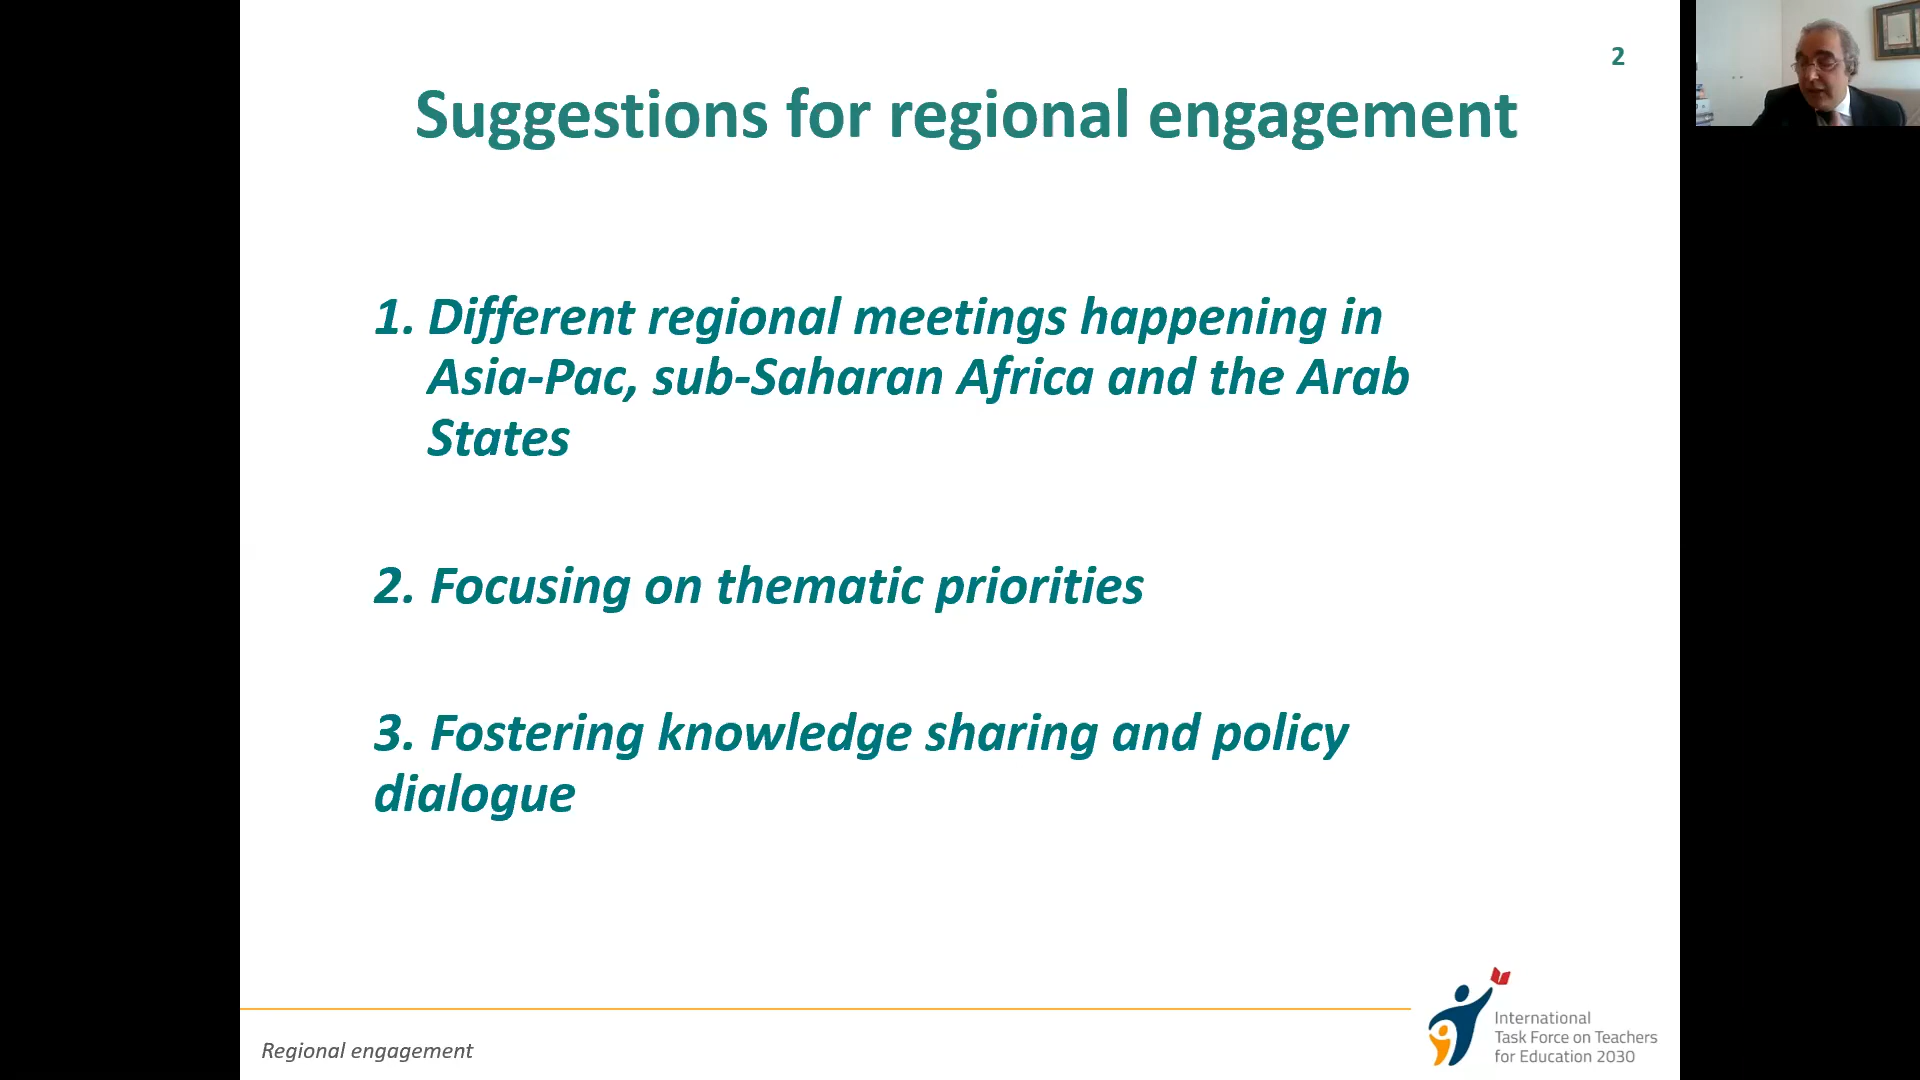 2
Suggestions for regional engagement
1. Different regional meetings happening in
Asia-Pac, sub-Saharan Africa and the Arab
States
2. Focusing on thematic priorities
3. Fostering knowledge sharing and policy
dialogue
Regional engagement
International
Task Force on Teachers
for Education 2030